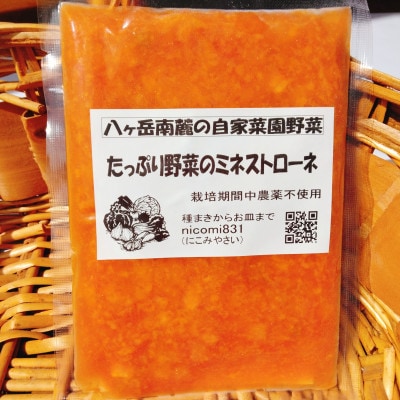 八ヶ岳南麓の自家菜園野菜
たっぷり野菜のミネストローネ
栽培期間中農薬不使用
種まきからお皿まで
nicomi831
(にこみやさい)